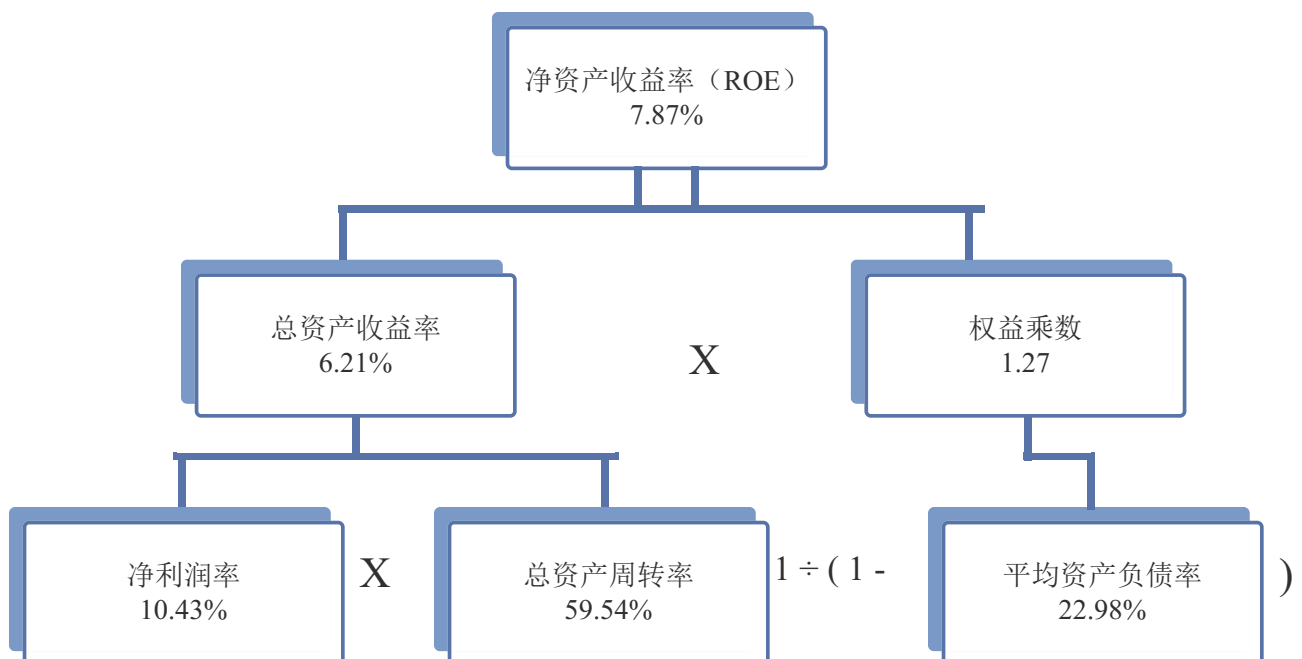 净资产收益率（ROE）
7.87%
总资产收益率
6.21%
X
权益乘数
1.27
净利润率
10.43%
X
总资产周转率
59.54%
1 ÷ ( 1 -
平均资产负债率
22.98%
)